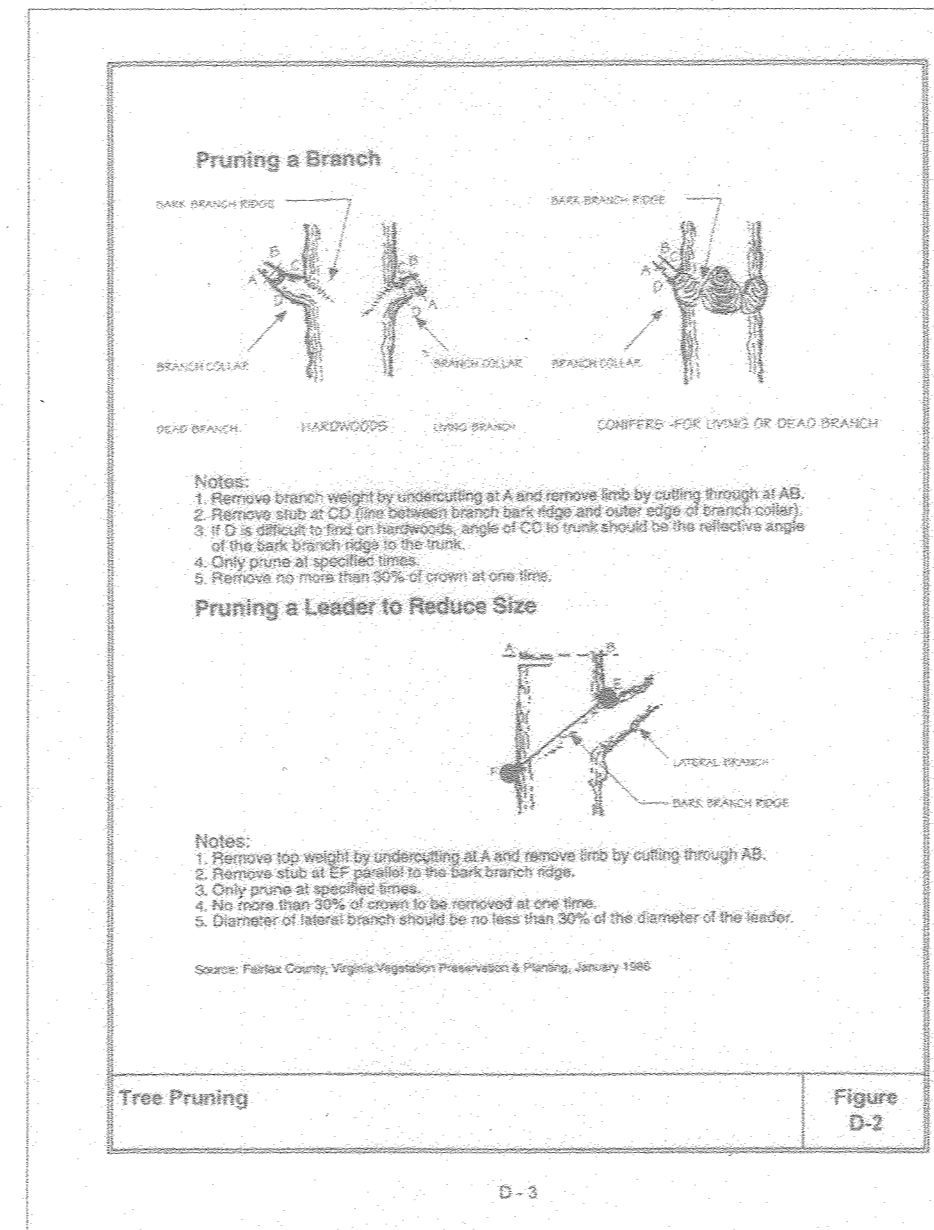 Pruning a Branch
BARK BRANCH RIDGE
BARK BRANCH RIDGE
B
C
A
D
C
B
A
D
B
C
A
D
BRANCH COLLAR
BRANCH COLLAR
BRANCH COLLAR
DEAD BRANCH
HARDWOODS
LIVING BRANCH
CONIFERS -FOR LIVING OR DEAD BRANCH
Notes:
1. Remove branch weight by undercutting at A and remove limb by cutting through at AB.
2. Remove stub at CD (line between branch bark ridge and outer edge of branch collar).
3. If D is difficult to find on hardwoods, angle of CD to trunk should be the reflective angle
of the bark branch ridge to the trunk.
4. Only prune at specified times.
5. Remove no more than 30% of crown at one time.
Pruning a Leader to Reduce Size
A
B
E
F
LATERAL BRANCH
BARK BRANCH RIDGE
Notes:
1. Remove top weight by undercutting at A and remove limb by cutting through AB.
2. Remove stub at EF parallel to the bark branch ridge.
3. Only prune at specified times.
4. No more than 30% of crown to be removed at one time.
5. Diameter of lateral branch should be no less than 30% of the diameter of the leader.
Source: Fairfax County, Virginia Vegetation Preservation & Planting, January 1986
Tree Pruning
Figure
D-2
D - 3